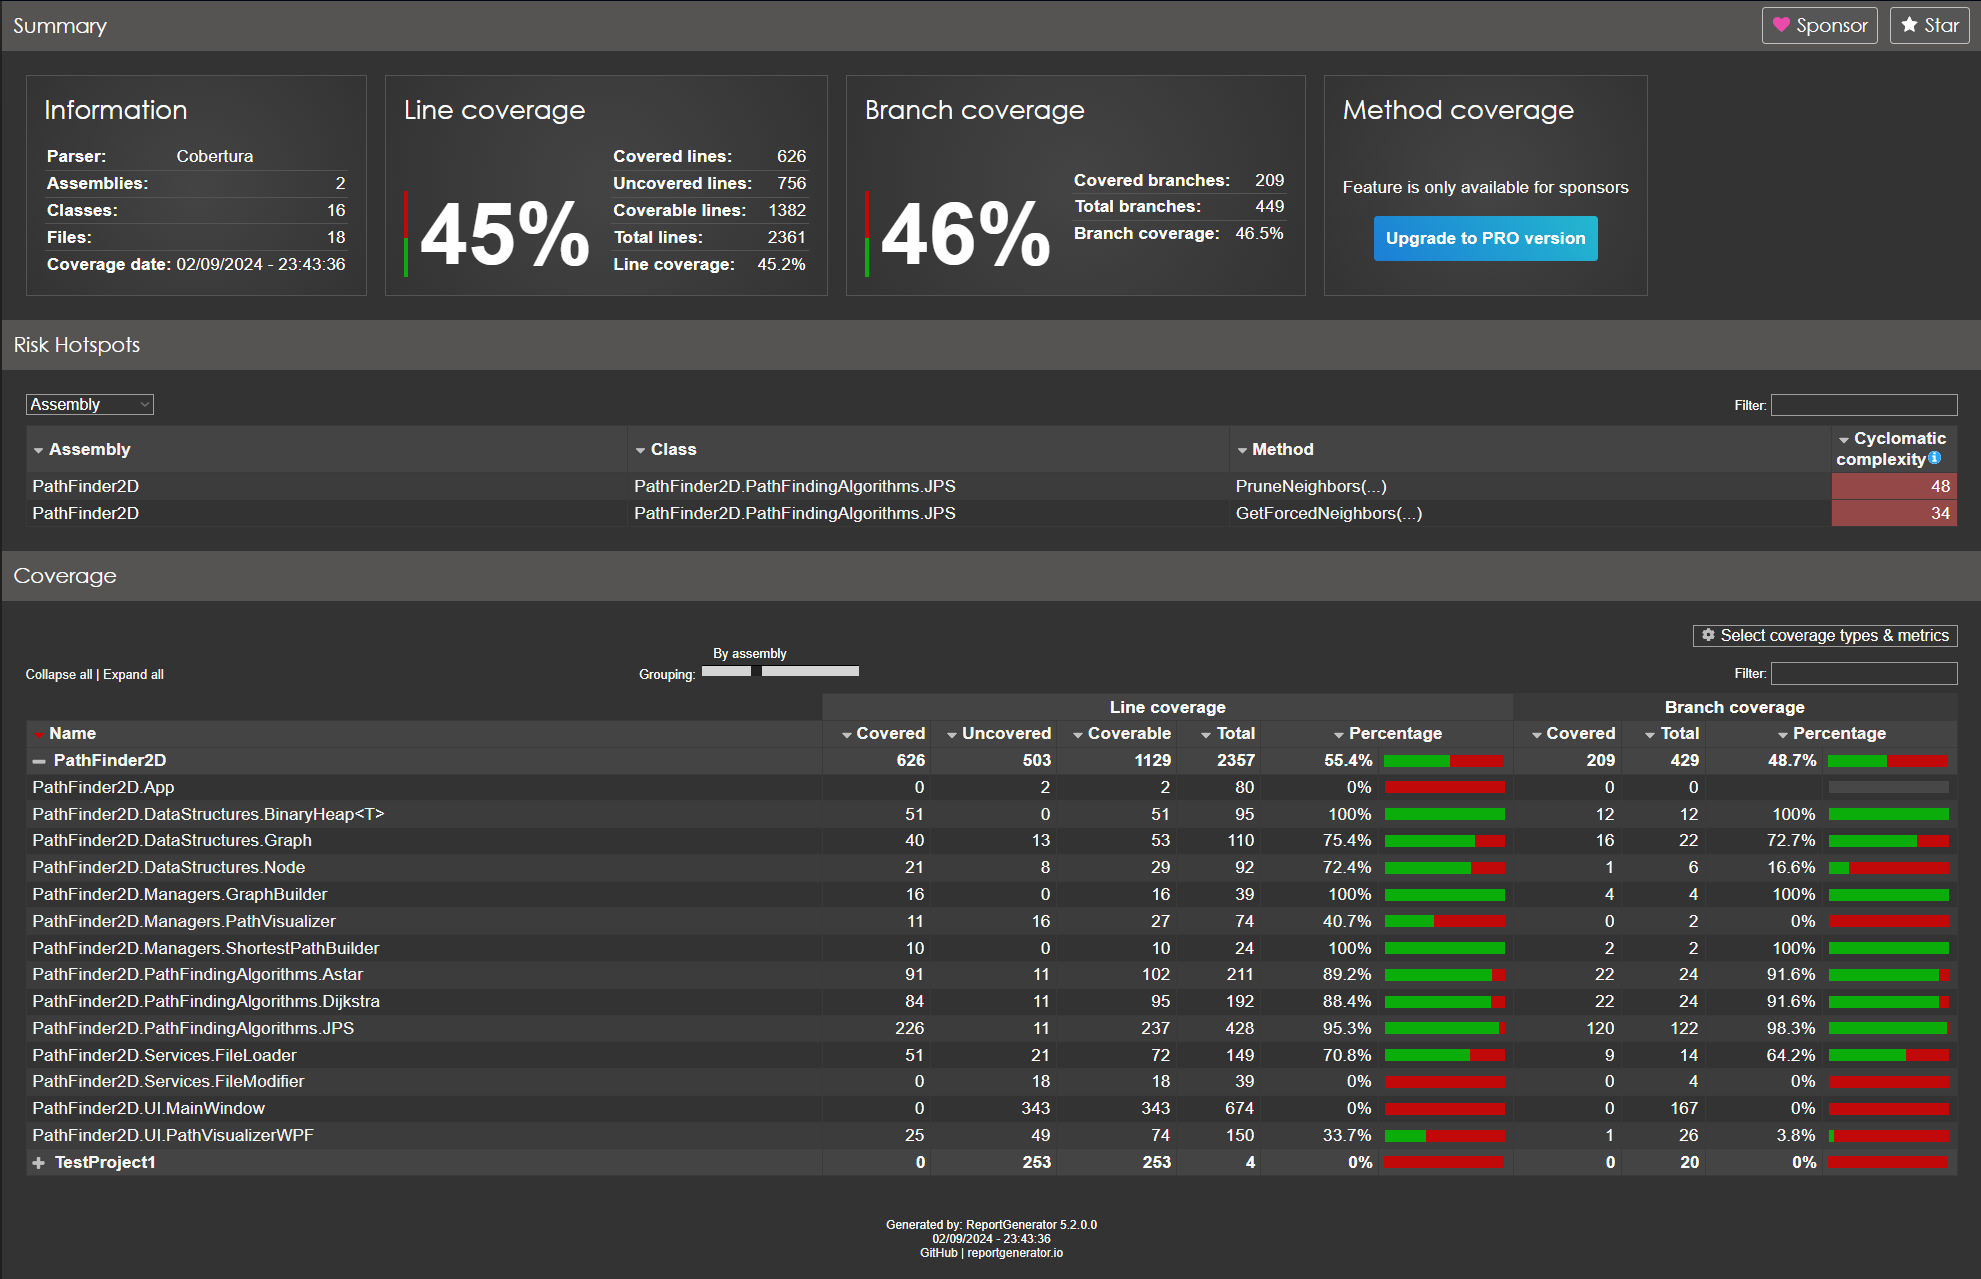 Summary
Sponsor
Star
Information
Parser: Cobertura
Assemblies: 2
Classes: 16
Files: 18
Coverage date: 02/09/2024 - 23:43:36
Line coverage
45%
Covered lines: 626
Uncovered lines: 756
Coverable lines: 1382
Total lines: 2361
Line coverage: 45.2%
Branch coverage
46%
Covered branches: 209
Total branches: 449
Branch coverage: 46.5%
Method coverage
Feature is only available for sponsors
Upgrade to PRO version
Risk Hotspots
Assembly
Filter:
Assembly Class Method Cyclomatic complexity
PathFinder2D PathFinder2D.PathFindingAlgorithms.JPS PruneNeighbors(...) 48
PathFinder2D PathFinder2D.PathFindingAlgorithms.JPS GetForcedNeighbors(...) 34
Coverage
Select coverage types & metrics
Collapse all | Expand all
By assembly
Grouping:
Filter:
Line coverage Branch coverage
Name Covered Uncovered Coverable Total Percentage Covered Total Percentage
PathFinder2D 626 503 1129 2357 55.4% 209 429 48.7%
PathFinder2D.App 0 2 2 80 0% 0 0
PathFinder2D.DataStructures.BinaryHeap<T> 51 0 51 95 100% 12 12 100%
PathFinder2D.DataStructures.Graph 40 13 53 110 75.4% 16 22 72.7%
PathFinder2D.DataStructures.Node 21 8 29 92 72.4% 1 6 16.6%
PathFinder2D.Managers.GraphBuilder 16 0 16 39 100% 4 4 100%
PathFinder2D.Managers.PathVisualizer 11 16 27 74 40.7% 0 2 0%
PathFinder2D.Managers.ShortestPathBuilder 10 0 10 24 100% 2 2 100%
PathFinder2D.PathFindingAlgorithms.Astar 91 11 102 211 89.2% 22 24 91.6%
PathFinder2D.PathFindingAlgorithms.Dijkstra 84 11 95 192 88.4% 22 24 91.6%
PathFinder2D.PathFindingAlgorithms.JPS 226 11 237 428 95.3% 120 122 98.3%
PathFinder2D.Services.FileLoader 51 21 72 149 70.8% 9 14 64.2%
PathFinder2D.Services.FileModifier 0 18 18 39 0% 0 4 0%
PathFinder2D.UI.MainWindow 0 343 343 674 0% 0 167 0%
PathFinder2D.UI.PathVisualizerWPF 25 49 74 150 33.7% 1 26 3.8%
TestProject1 0 253 253 4 0% 0 20 0%
Generated by: ReportGenerator 5.2.0.0
02/09/2024 - 23:43:36
GitHub | reportgenerator.io